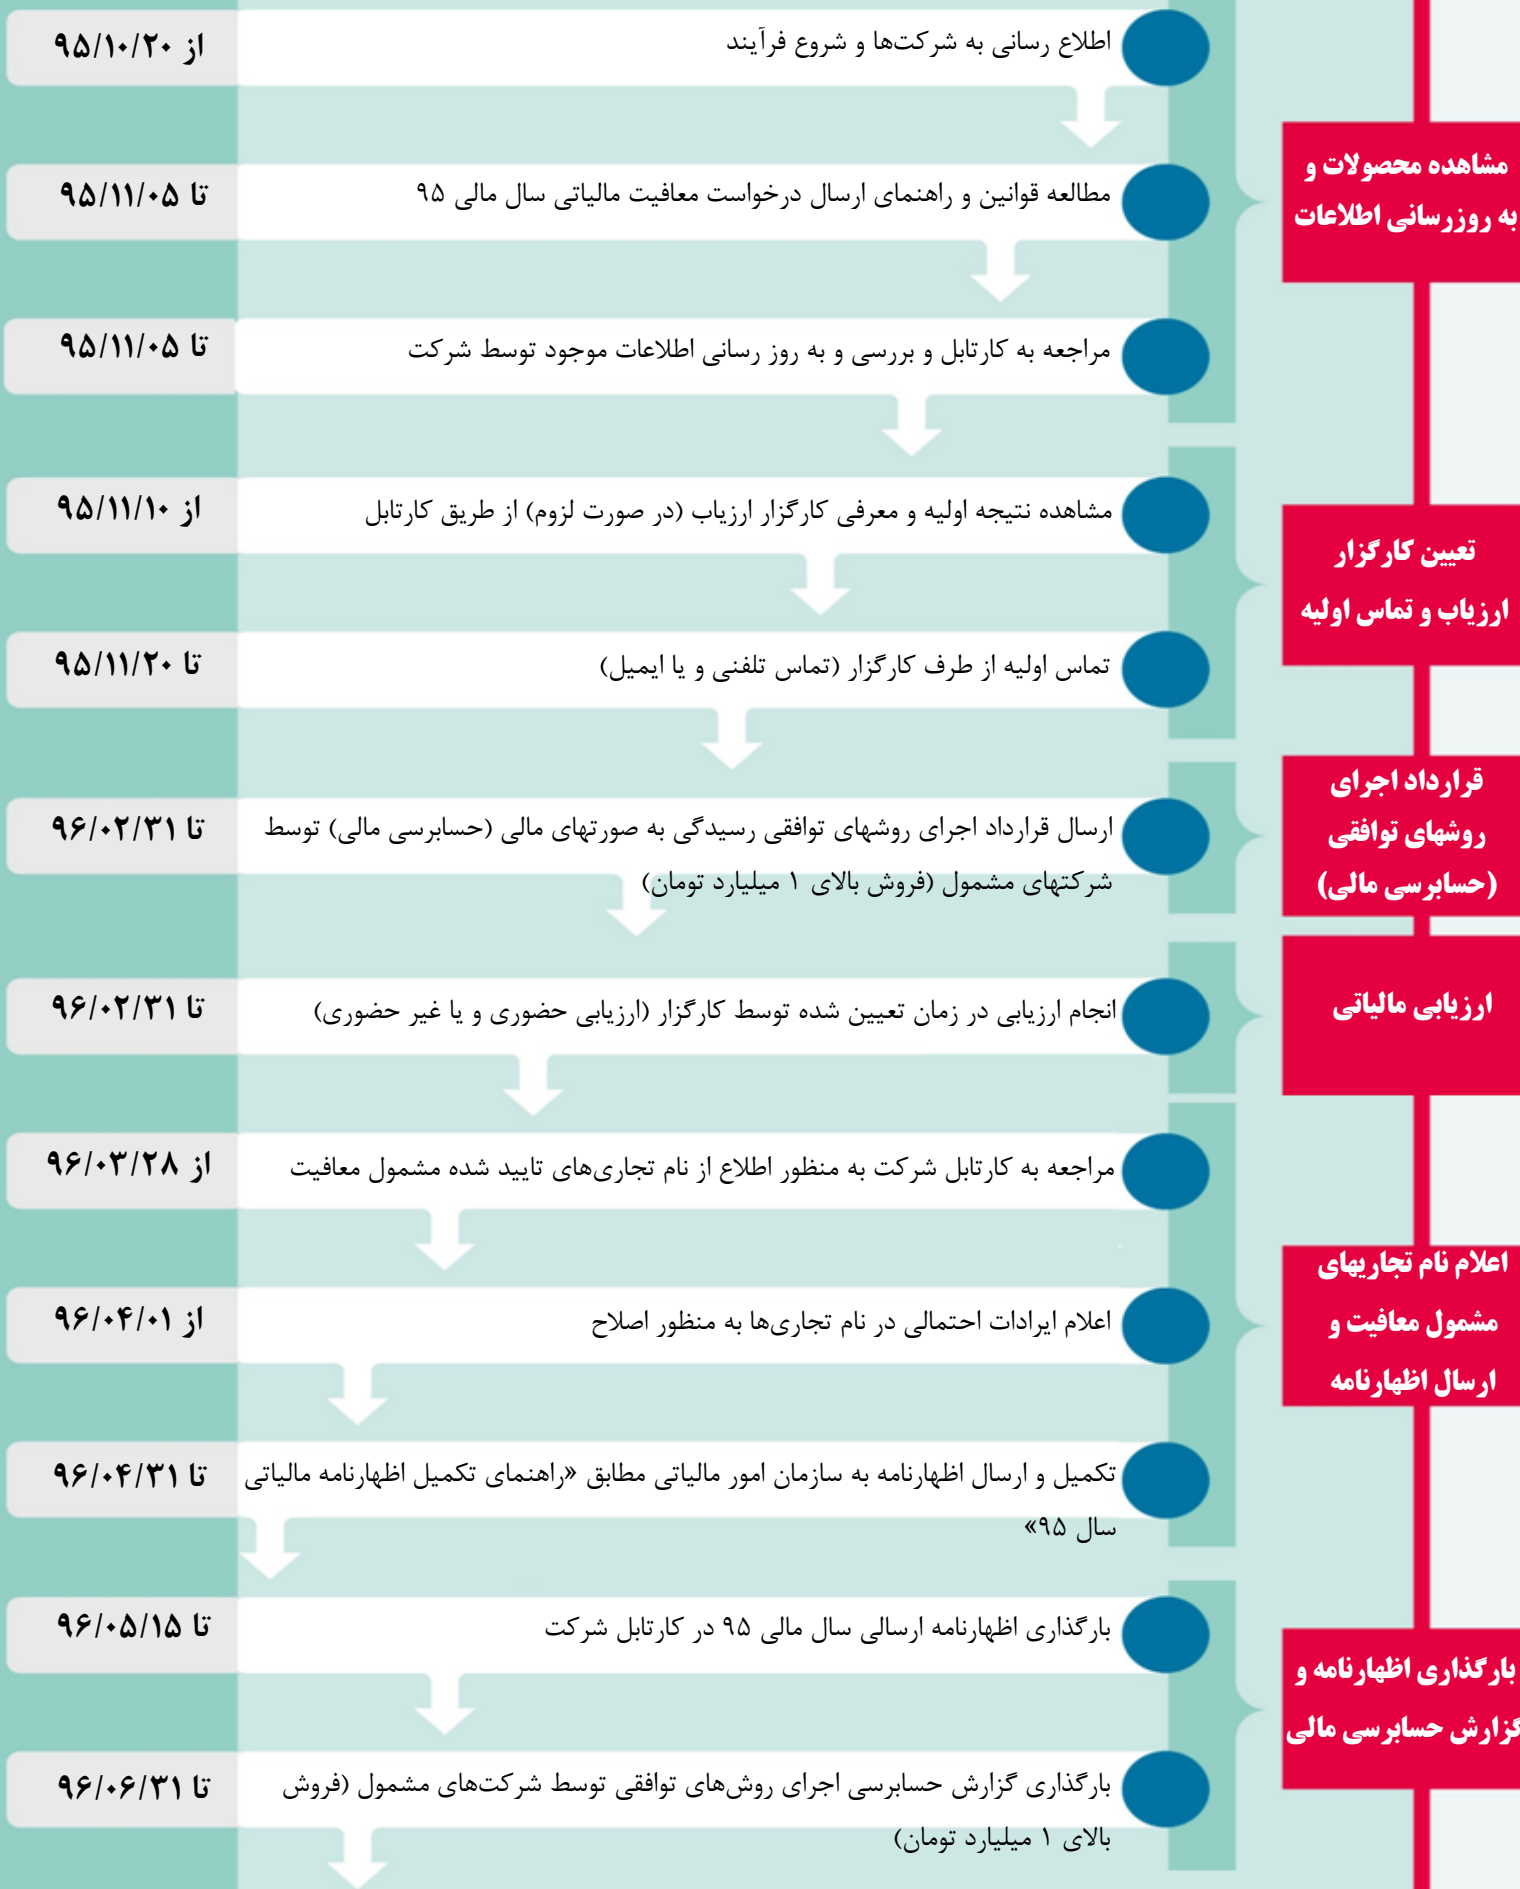 اطلاع رسانی به شرکت‌ها و شروع فرآیند
از ۹۵/۱۰/۲۰
مشاهده محصولات و
به روزرسانی اطلاعات
مطالعه قوانین و راهنمای ارسال درخواست معافیت مالیاتی سال مالی ۹۵
تا ۹۵/۱۱/۰۵
مراجعه به کارتابل و بررسی و به روز رسانی اطلاعات موجود توسط شرکت
تا ۹۵/۱۱/۰۵
تعیین کارگزار
ارزیاب و تماس اولیه
مشاهده نتیجه اولیه و معرفی کارگزار ارزیاب (در صورت لزوم) از طریق کارتابل
از ۹۵/۱۱/۱۰
تماس اولیه از طرف کارگزار (تماس تلفنی و یا ایمیل)
تا ۹۵/۱۱/۲۰
قرارداد اجرای
روشهای توافقی
(حسابرسی مالی)
ارسال قرارداد اجرای روشهای توافقی رسیدگی به صورتهای مالی (حسابرسی مالی) توسط
شرکتهای مشمول (فروش بالای ۱ میلیارد تومان)
تا ۹۶/۰۲/۳۱
ارزیابی مالیاتی
انجام ارزیابی در زمان تعیین شده توسط کارگزار (ارزیابی حضوری و یا غیر حضوری)
تا ۹۶/۰۲/۳۱
مراجعه به کارتابل شرکت به منظور اطلاع از نام تجاری‌های تایید شده مشمول معافیت
از ۹۶/۰۳/۲۸
اعلام نام تجاریهای
مشمول معافیت و
ارسال اظهارنامه
اعلام ایرادات احتمالی در نام تجاری‌ها به منظور اصلاح
از ۹۶/۰۴/۰۱
تکمیل و ارسال اظهارنامه به سازمان امور مالیاتی مطابق «راهنمای تکمیل اظهارنامه مالیاتی
سال ۹۵»
تا ۹۶/۰۴/۳۱
بارگذاری اظهارنامه ارسالی سال مالی ۹۵ در کارتابل شرکت
تا ۹۶/۰۵/۱۵
بارگذاری اظهارنامه و
گزارش حسابرسی مالی
بارگذاری گزارش حسابرسی اجرای روش‌های توافقی توسط شرکت‌های مشمول (فروش
بالای ۱ میلیارد تومان)
تا ۹۶/۰۶/۳۱